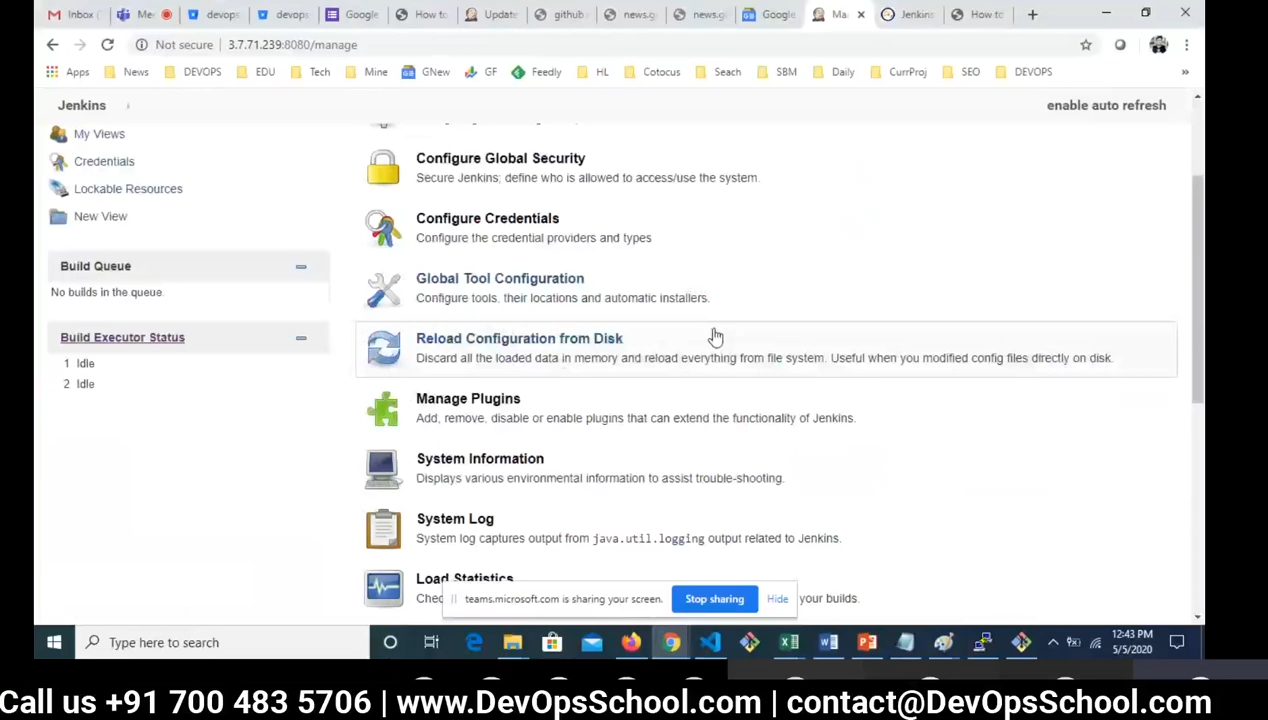 Inbox
Me
devops
devops
Google
How to
Update
github
news.g
news.g
Google
Ma
Jenkins
How to
Not secure | 3.7.71.239:8080/manage
Apps News DEVOPS EDU Tech Mine GNew GF Feedly HL Cotocus Seach SBM Daily CurrProj SEO DEVOPS »
Jenkins
enable auto refresh
My Views
Credentials
Lockable Resources
New View
Build Queue
No builds in the queue.
Build Executor Status
1 Idle
2 Idle
Configure Global Security
Secure Jenkins; define who is allowed to access/use the system.
Configure Credentials
Configure the credential providers and types
Global Tool Configuration
Configure tools, their locations and automatic installers.
Reload Configuration from Disk
Discard all the loaded data in memory and reload everything from file system. Useful when you modified config files directly on disk.
Manage Plugins
Add, remove, disable or enable plugins that can extend the functionality of Jenkins.
System Information
Displays various environmental information to assist trouble-shooting.
System Log
System log captures output from java.util.logging output related to Jenkins.
Load Statistics
Chec your builds.
teams.microsoft.com is sharing your screen.
Stop sharing
Hide
Type here to search
12:43 PM
5/5/2020
Call us +91 700 483 5706 | www.DevOpsSchool.com | contact@DevOpsSchool.com